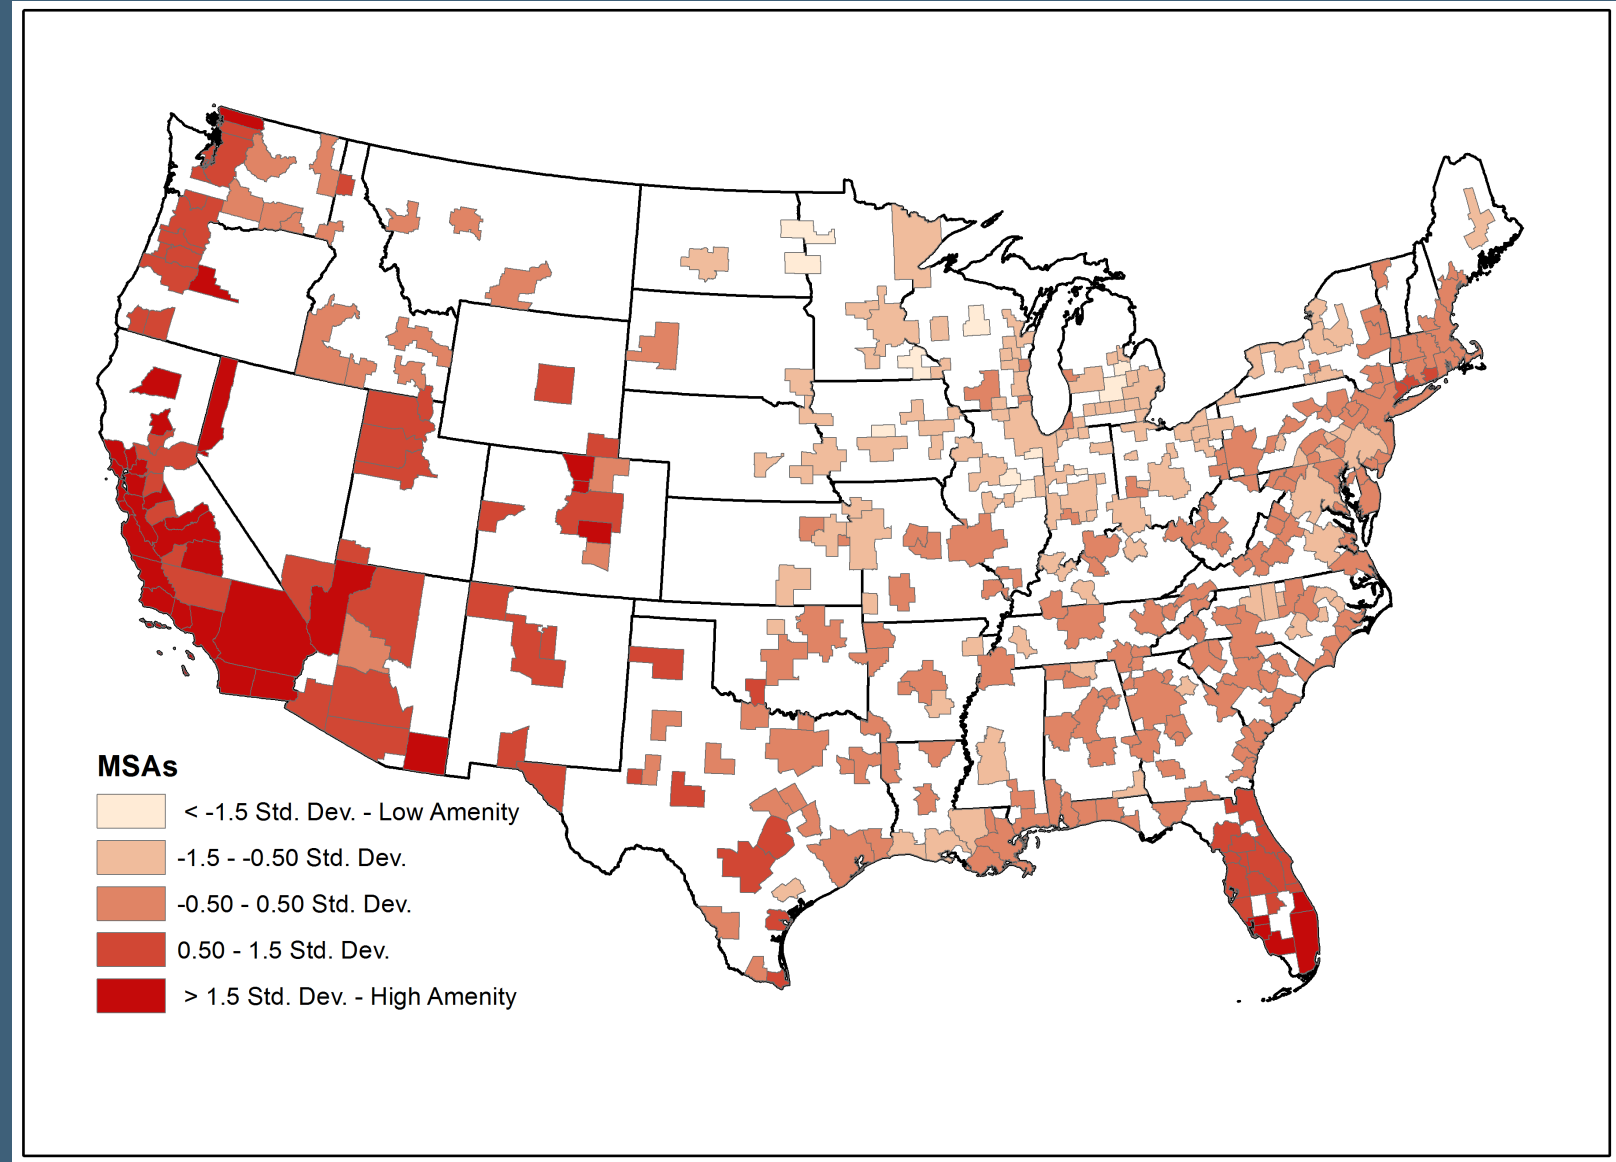 MSAs
< -1.5 Std. Dev. - Low Amenity
-1.5 - -0.50 Std. Dev.
-0.50 - 0.50 Std. Dev.
0.50 - 1.5 Std. Dev.
> 1.5 Std. Dev. - High Amenity